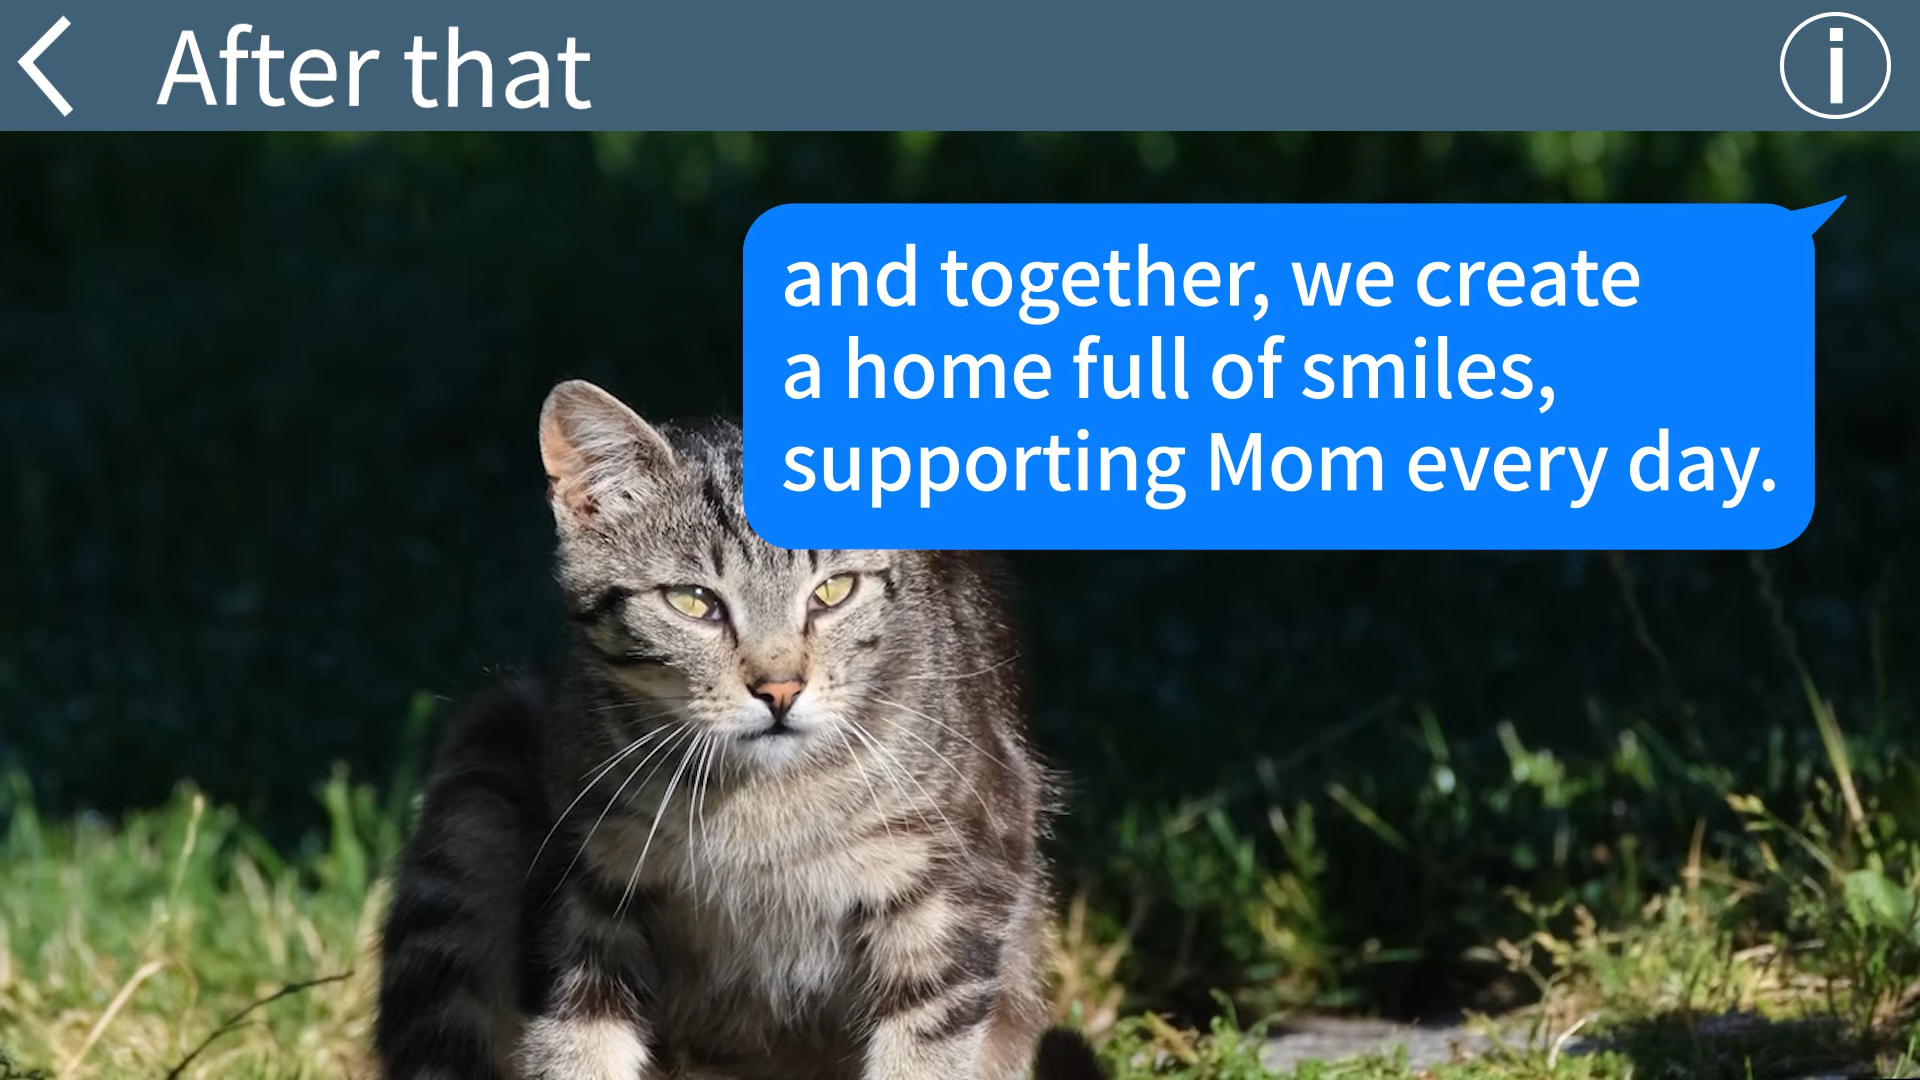 After that
and together, we create
a home full of smiles,
supporting Mom every day.